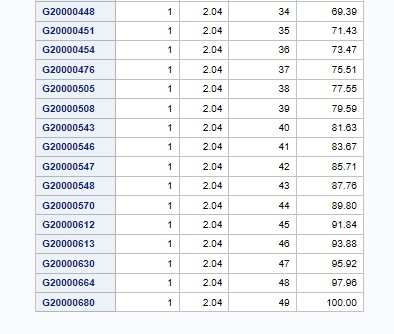 G20000448 1 2.04 34 69.39
G20000451 1 2.04 35 71.43
G20000454 1 2.04 36 73.47
G20000476 1 2.04 37 75.51
G20000505 1 2.04 38 77.55
G20000508 1 2.04 39 79.59
G20000543 1 2.04 40 81.63
G20000546 1 2.04 41 83.67
G20000547 1 2.04 42 85.71
G20000548 1 2.04 43 87.76
G20000570 1 2.04 44 89.80
G20000612 1 2.04 45 91.84
G20000613 1 2.04 46 93.88
G20000630 1 2.04 47 95.92
G20000664 1 2.04 48 97.96
G20000680 1 2.04 49 100.00